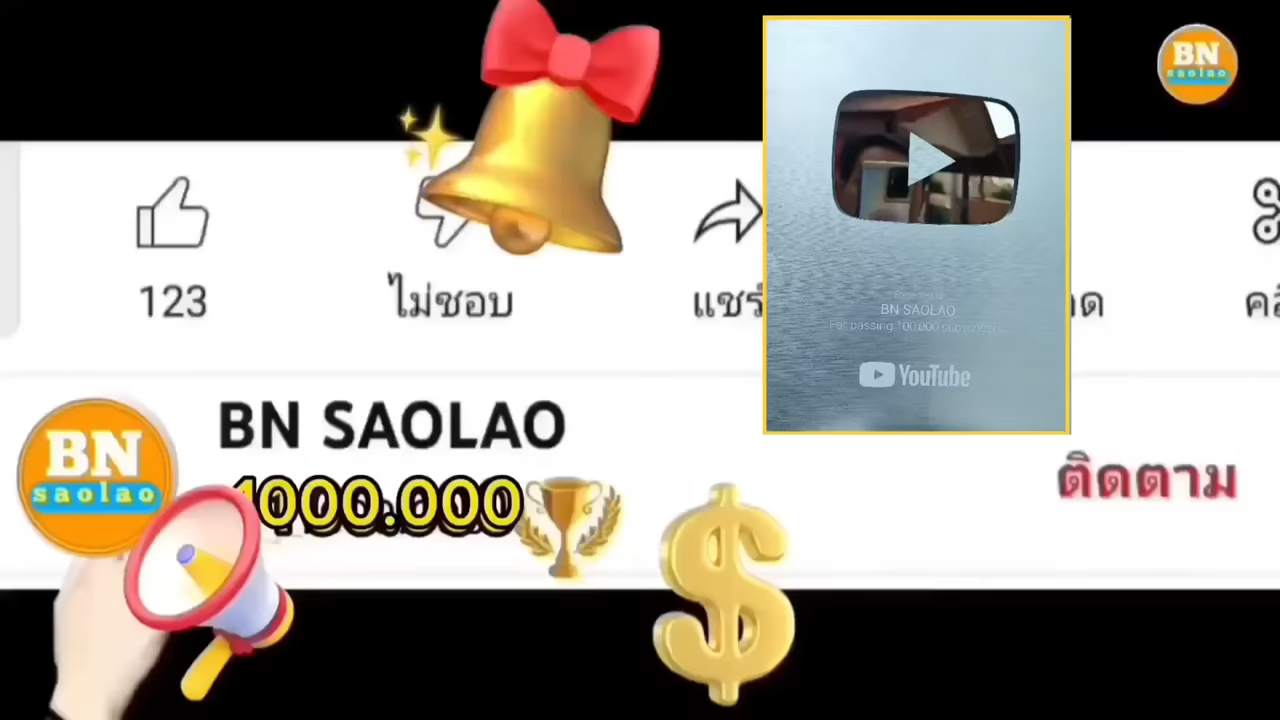 BN
saolao
123
ไม่ชอบ
แชร์
BN SAOLAO
For passing 100,000 subscribers
YouTube
BN SAOLAO
BN
saolao
4000.000
ติดตาม